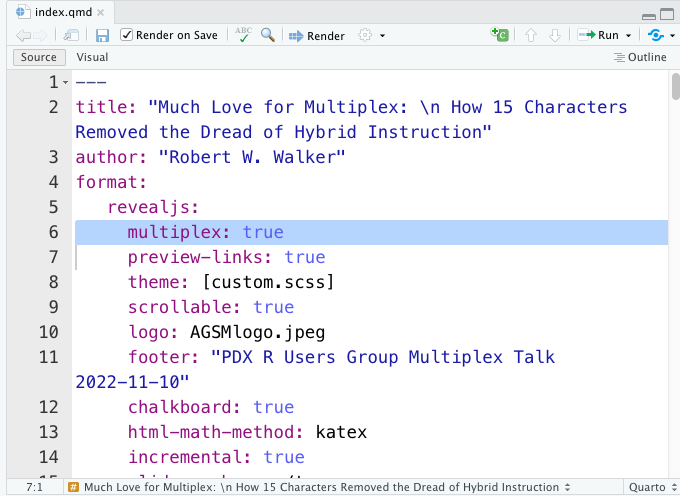 index.qmd
Render on Save
ABC
Render
C
Run
Source
Visual
Outline
1 ---
2 title: "Much Love for Multiplex: \n How 15 Characters
Removed the Dread of Hybrid Instruction"
3 author: "Robert W. Walker"
4 format:
5 revealjs:
6 multiplex: true
7 preview-links: true
8 theme: [custom.scss]
9 scrollable: true
10 logo: AGSMlogo.jpeg
11 footer: "PDX R Users Group Multiplex Talk
2022-11-10"
12 chalkboard: true
13 html-math-method: katex
14 incremental: true
7:1
# Much Love for Multiplex: \n How 15 Characters Removed the Dread of Hybrid Instruction
Quarto